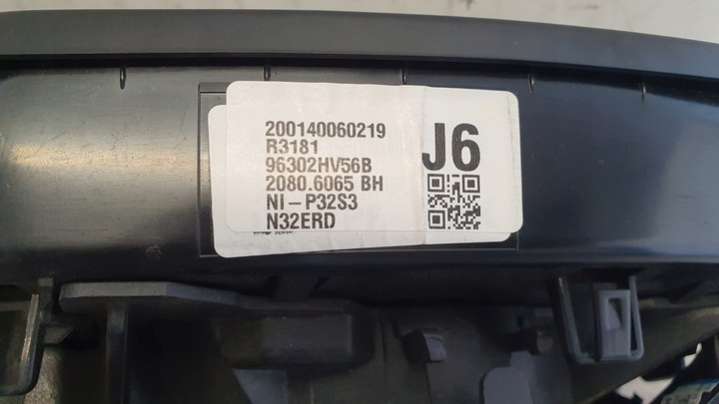 200140060219
R3181
96302HV56B
2080.6065 BH
NI-P32S3
N32ERD
J6